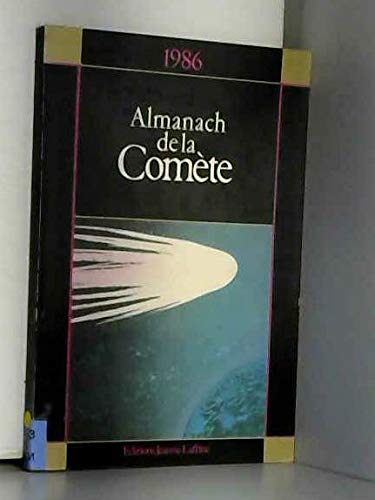 1986
Almanach
de la
Comète
Editions Jeanne Laffitte